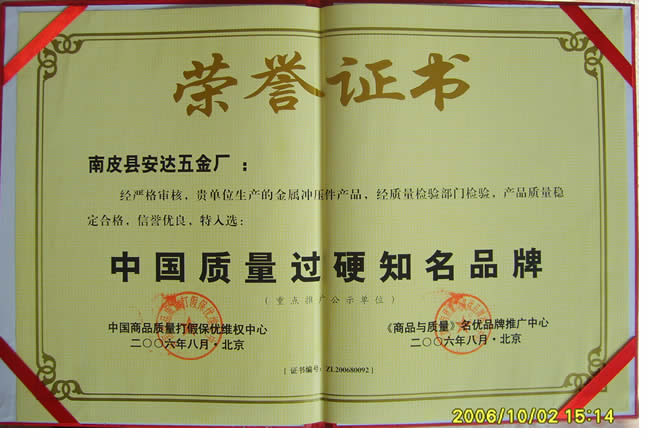 荣誉证书
南皮县安达五金厂：
经严格审核，贵单位生产的金属冲压件产品，经质量检验部门检验，产品质量稳
定合格，信誉优良，特入选：
中国质量过硬知名品牌
（重点推广公示单位）
中国商品质量打假保优维权中心
二〇〇六年八月·北京
《商品与质量》名优品牌推广中心
二〇〇六年八月·北京
[ 证书编号：ZL200680092 ]
2006/10/02 15:14